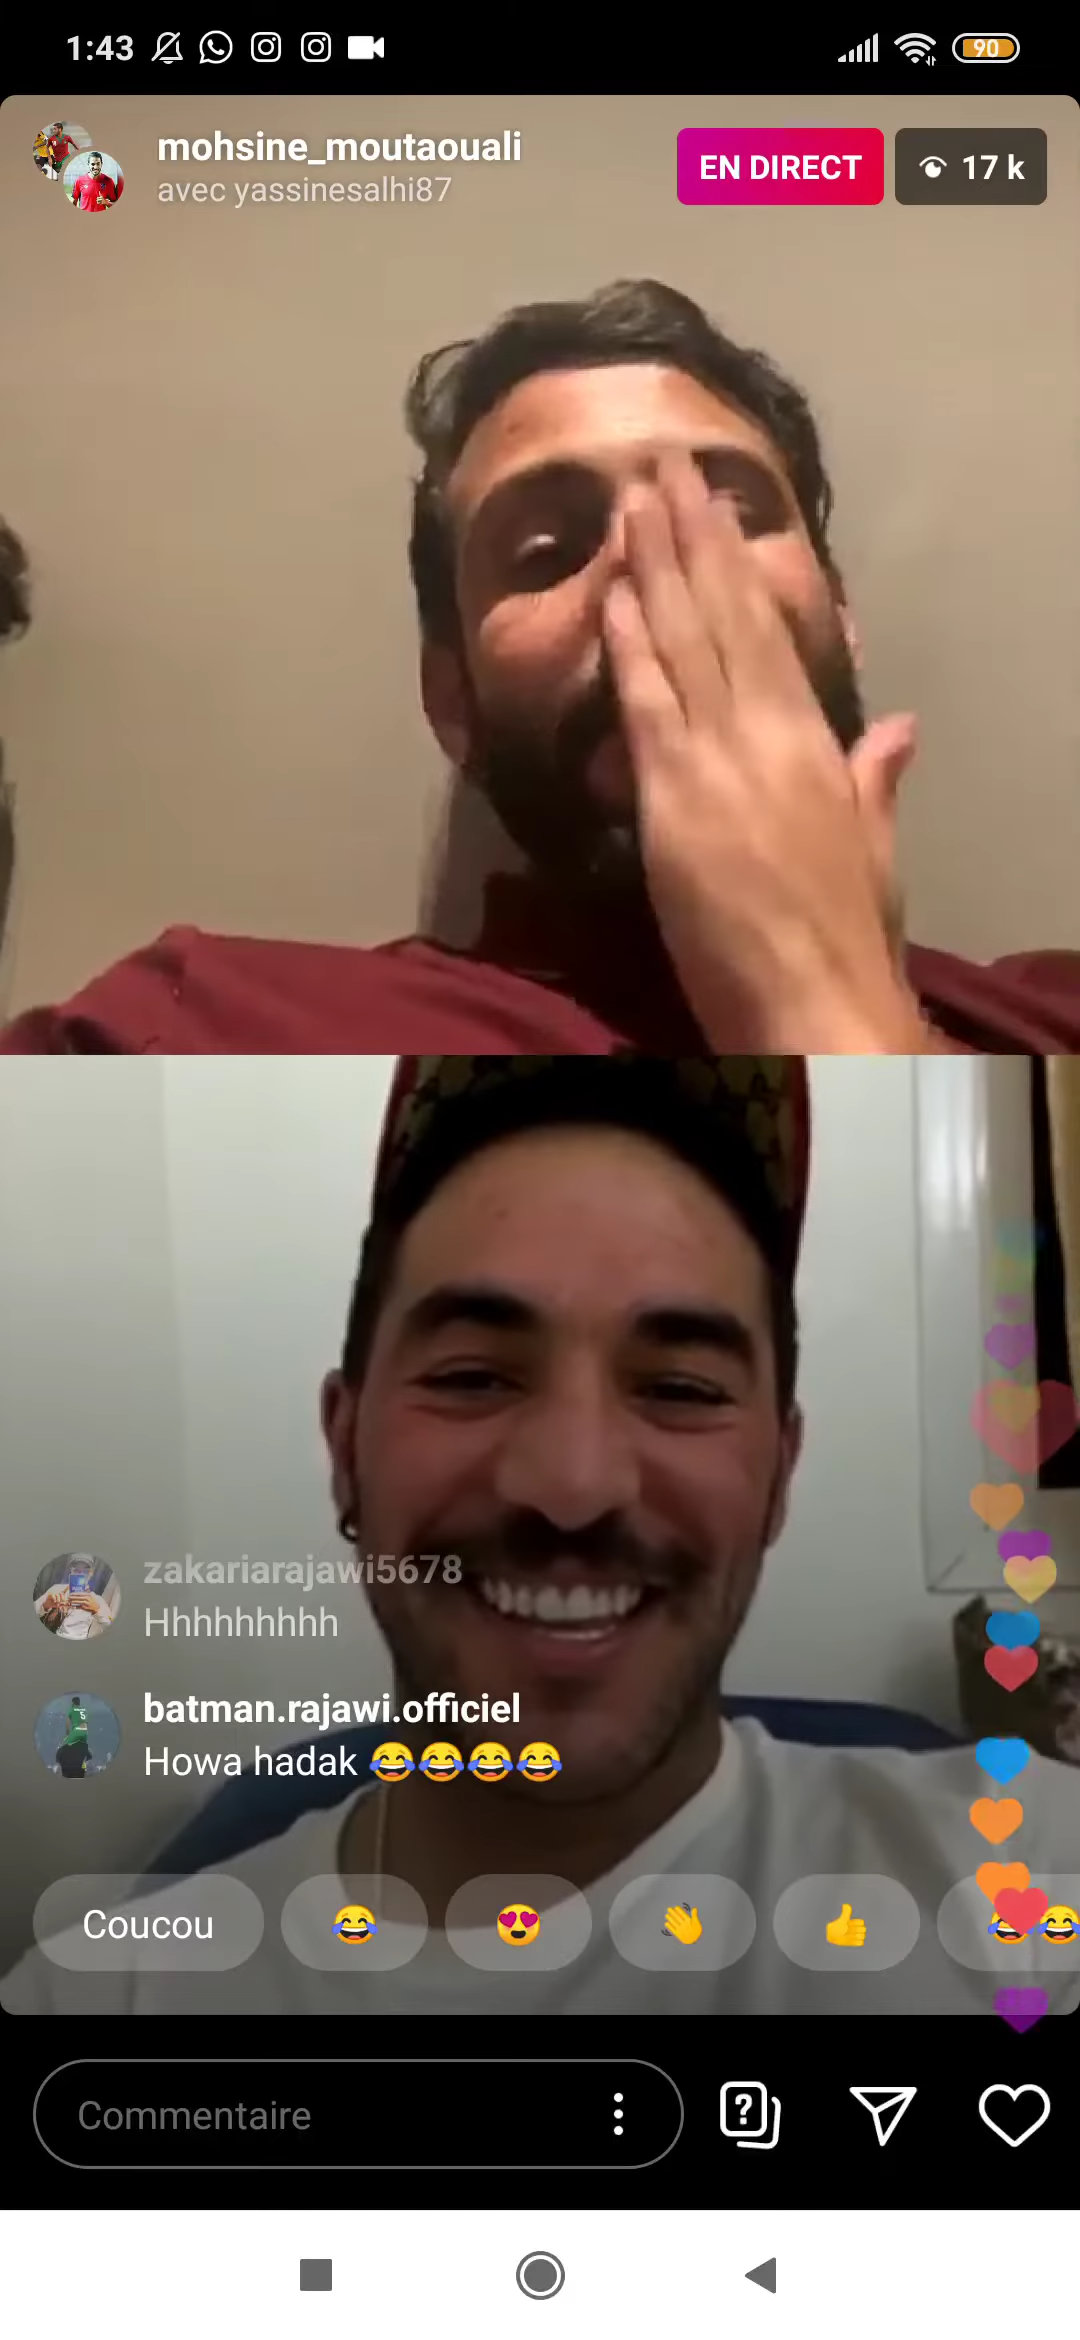 1:43
90
mohsine_moutaouali
avec yassinesalhi87
EN DIRECT
17 k
zakariarajawi5678
Hhhhhhhhh
batman.rajawi.officiel
Howa hadak 😂😂😂😂
Coucou
Commentaire